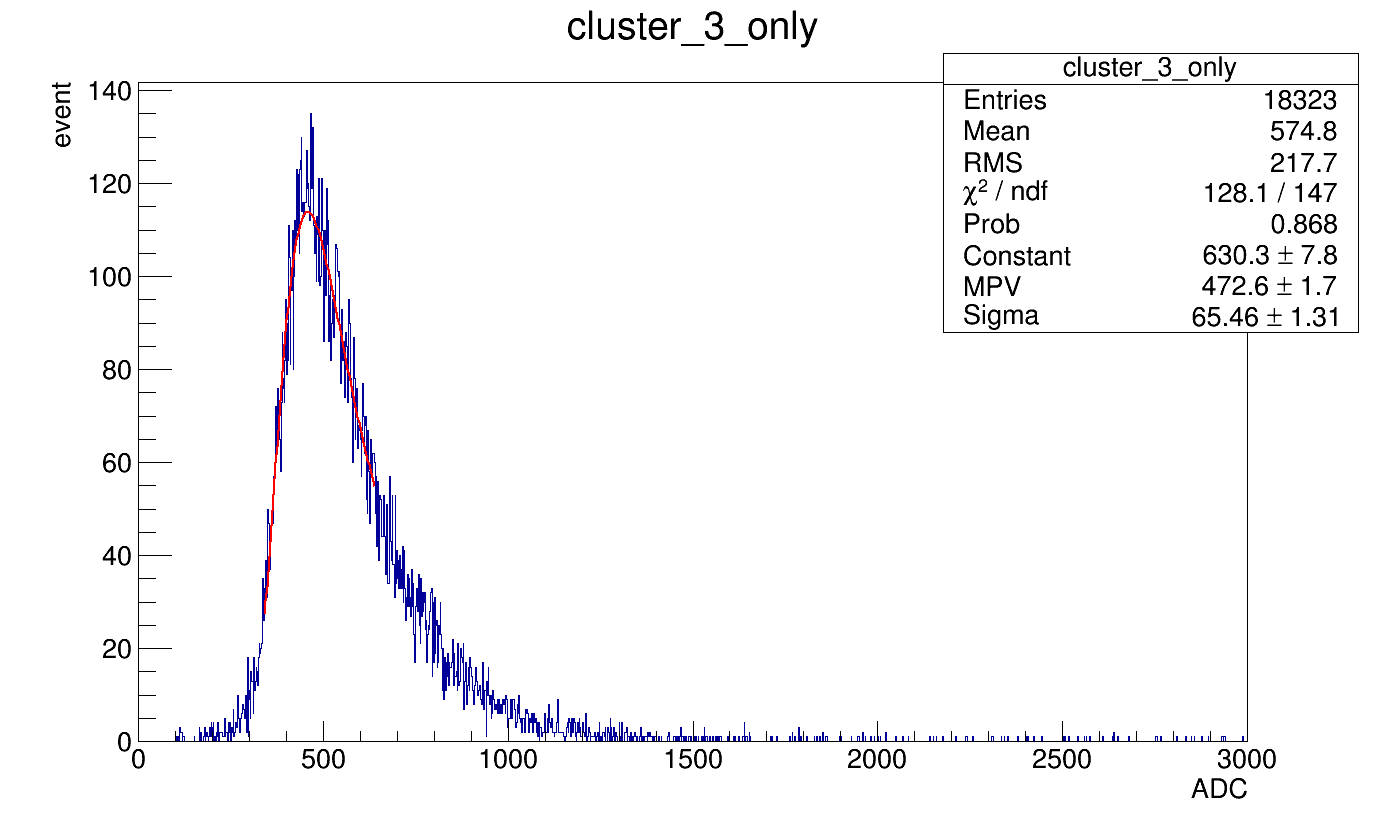 cluster_3_only
cluster_3_only
Entries 18323
Mean 574.8
RMS 217.7
χ² / ndf 128.1 / 147
Prob 0.868
Constant 630.3 ± 7.8
MPV 472.6 ± 1.7
Sigma 65.46 ± 1.31
event
140
120
100
80
60
40
20
0
0 500 1000 1500 2000 2500 3000
ADC